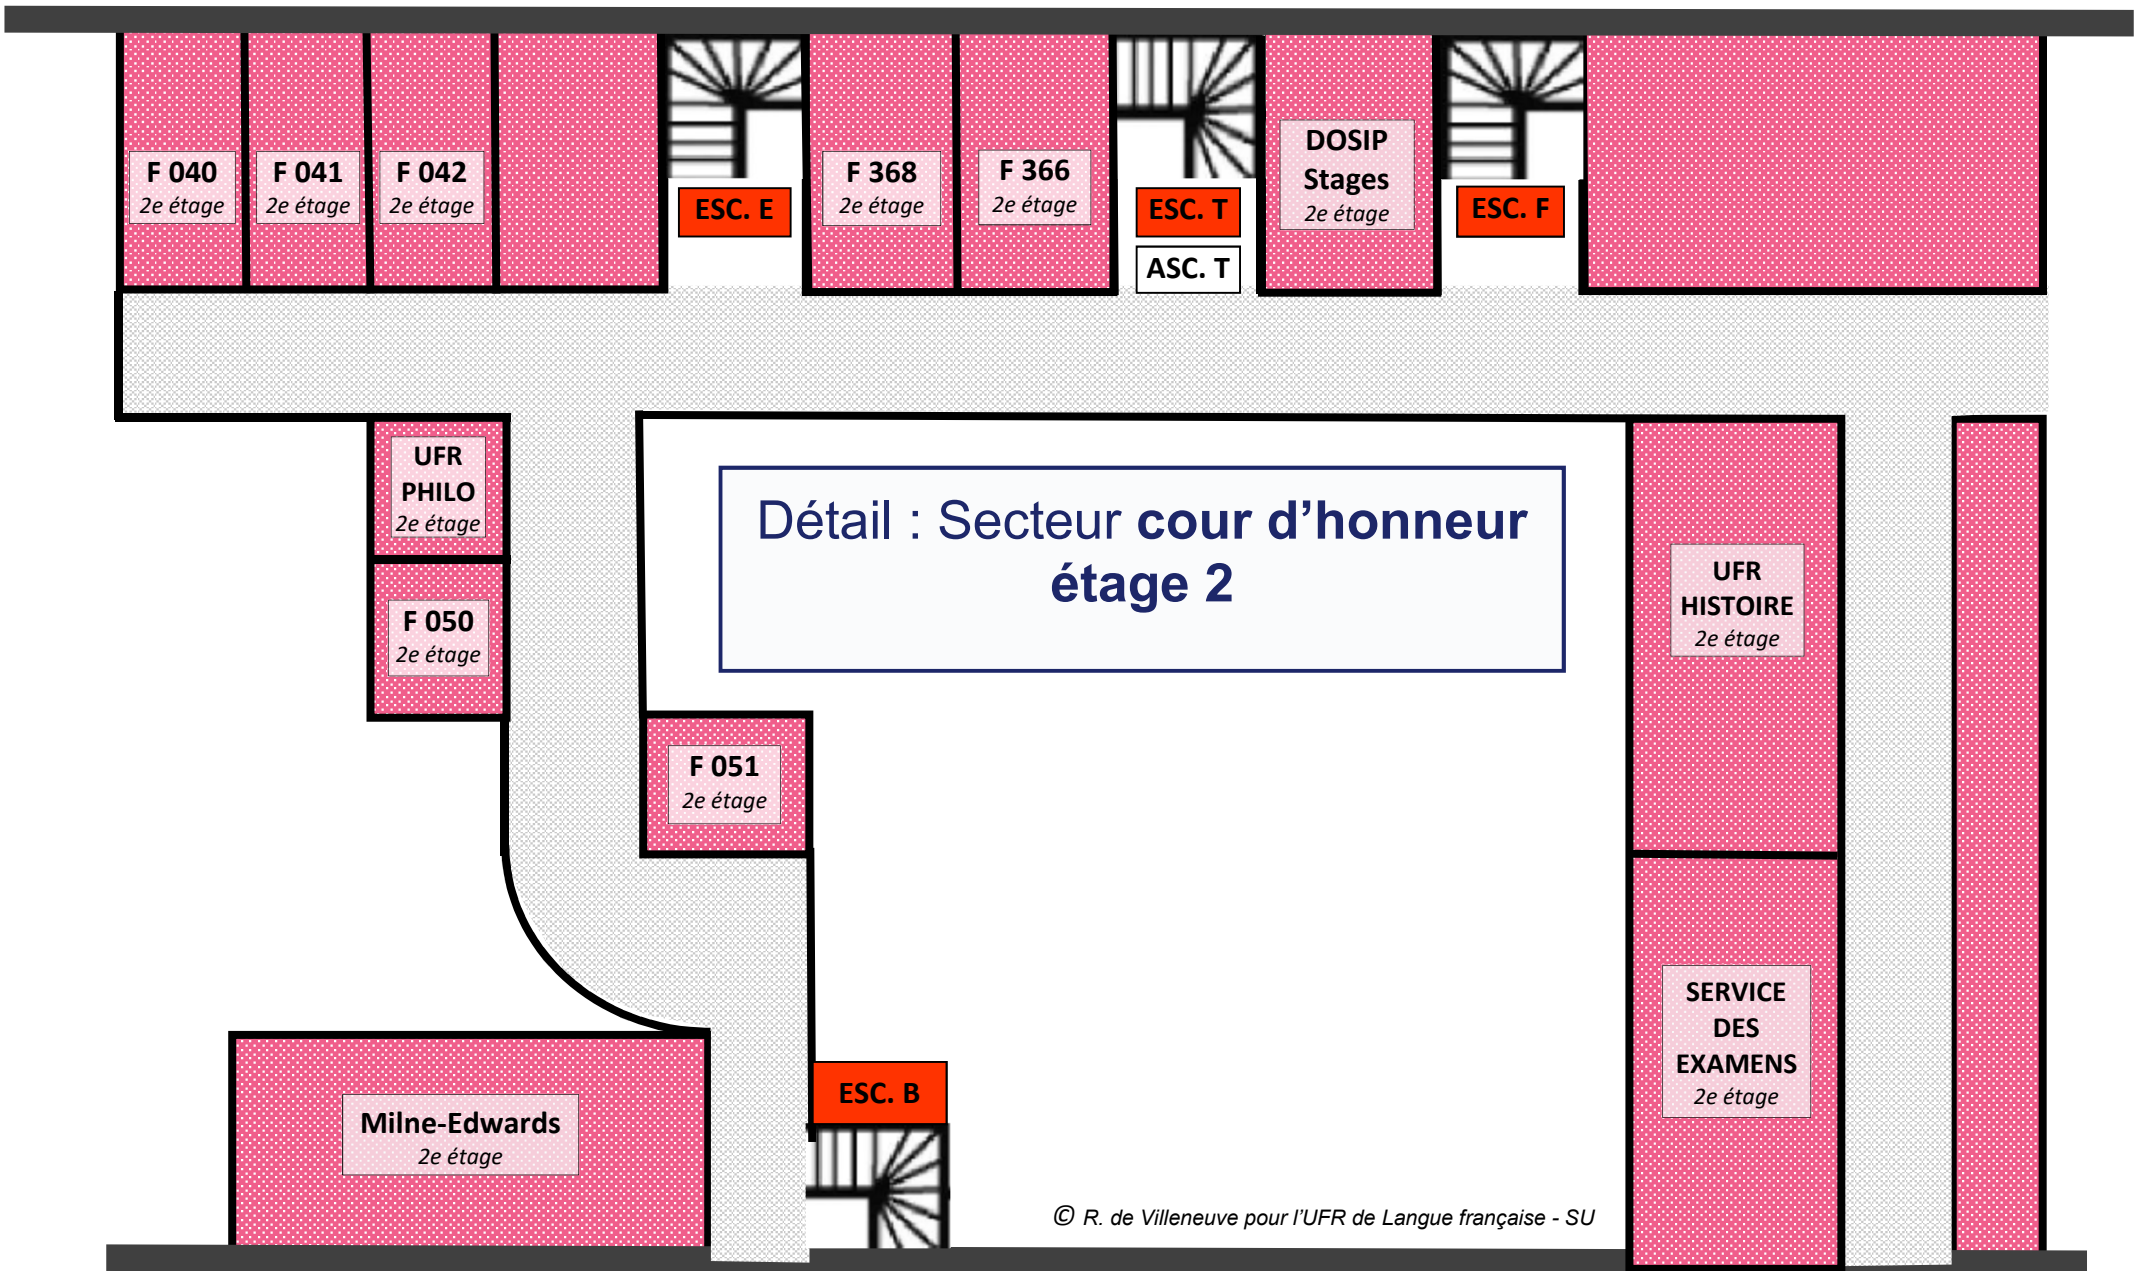 F 040
2e étage
F 041
2e étage
F 042
2e étage
ESC. E
F 368
2e étage
F 366
2e étage
ESC. T
ASC. T
DOSIP
Stages
2e étage
ESC. F
UFR
PHILO
2e étage
F 050
2e étage
Détail : Secteur cour d’honneur
étage 2
UFR
HISTOIRE
2e étage
F 051
2e étage
SERVICE
DES
EXAMENS
2e étage
ESC. B
Milne-Edwards
2e étage
© R. de Villeneuve pour l’UFR de Langue française - SU